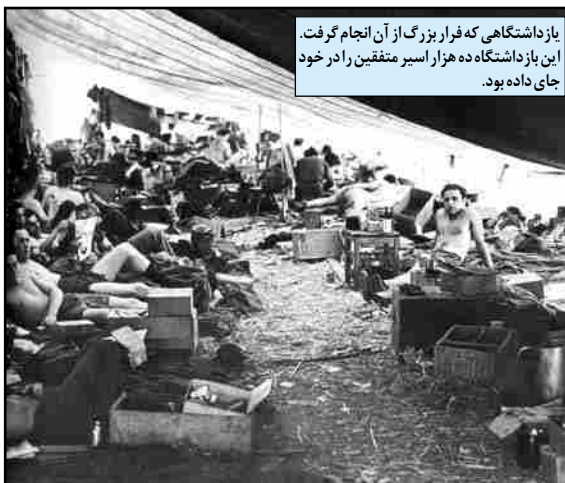 یازداشتگاهی که فرار بزرگ از آن انجام گرفت.
این بازداشتگاه ده هزار اسیر متفقین را در خود
جای داده بود.